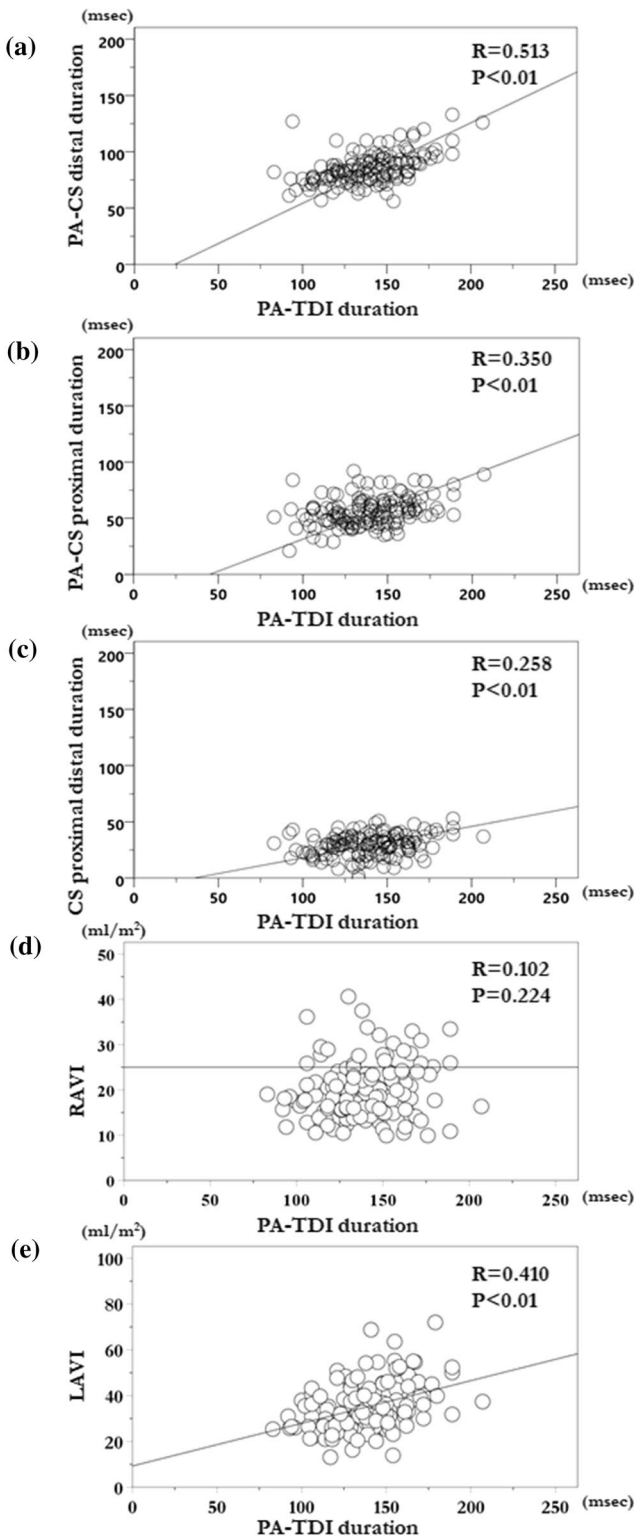 (a)
(msec)
R=0.513
P<0.01
PA-CS distal duration
200
150
100
50
0
0 50 100 150 200 250 (msec)
PA-TDI duration
(b)
(msec)
R=0.350
P<0.01
PA-CS proximal duration
200
150
100
50
0
0 50 100 150 200 250 (msec)
PA-TDI duration
(c)
(msec)
R=0.258
P<0.01
CS proximal distal duration
200
150
100
50
0
0 50 100 150 200 250 (msec)
PA-TDI duration
(d)
(ml/m²)
R=0.102
P=0.224
RAVI
50
40
30
20
10
0
0 50 100 150 200 250 (msec)
PA-TDI duration
(e)
(ml/m²)
R=0.410
P<0.01
LAVI
100
80
60
40
20
0
0 50 100 150 200 250 (msec)
PA-TDI duration